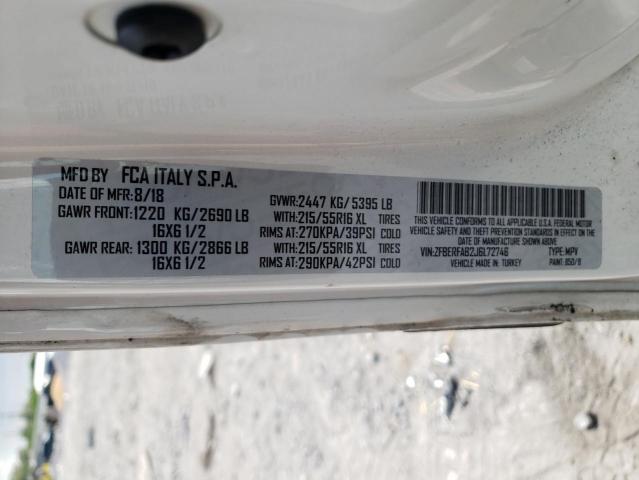 MFD BY FCA ITALY S.P.A.
DATE OF MFR: 8/18 GVWR: 2447 KG/ 5395 LB
GAWR FRONT: 1220 KG/2690 LB WITH: 215/55R16 XL TIRES
16X6 1/2 RIMS AT: 270KPA/39PSI COLD
GAWR REAR: 1300 KG/2866 LB WITH: 215/55R16 XL TIRES
16X6 1/2 RIMS AT: 290KPA/42PSI COLD
THIS VEHICLE CONFORMS TO ALL APPLICABLE U.S.A. FEDERAL MOTOR
VEHICLE SAFETY AND THEFT PREVENTION STANDARDS IN EFFECT ON
THE DATE OF MANUFACTURE SHOWN ABOVE.
VIN: ZFBERFAB2J6L72746 TYPE: MPV
VEHICLE MADE IN: TURKEY PAINT: 850/B